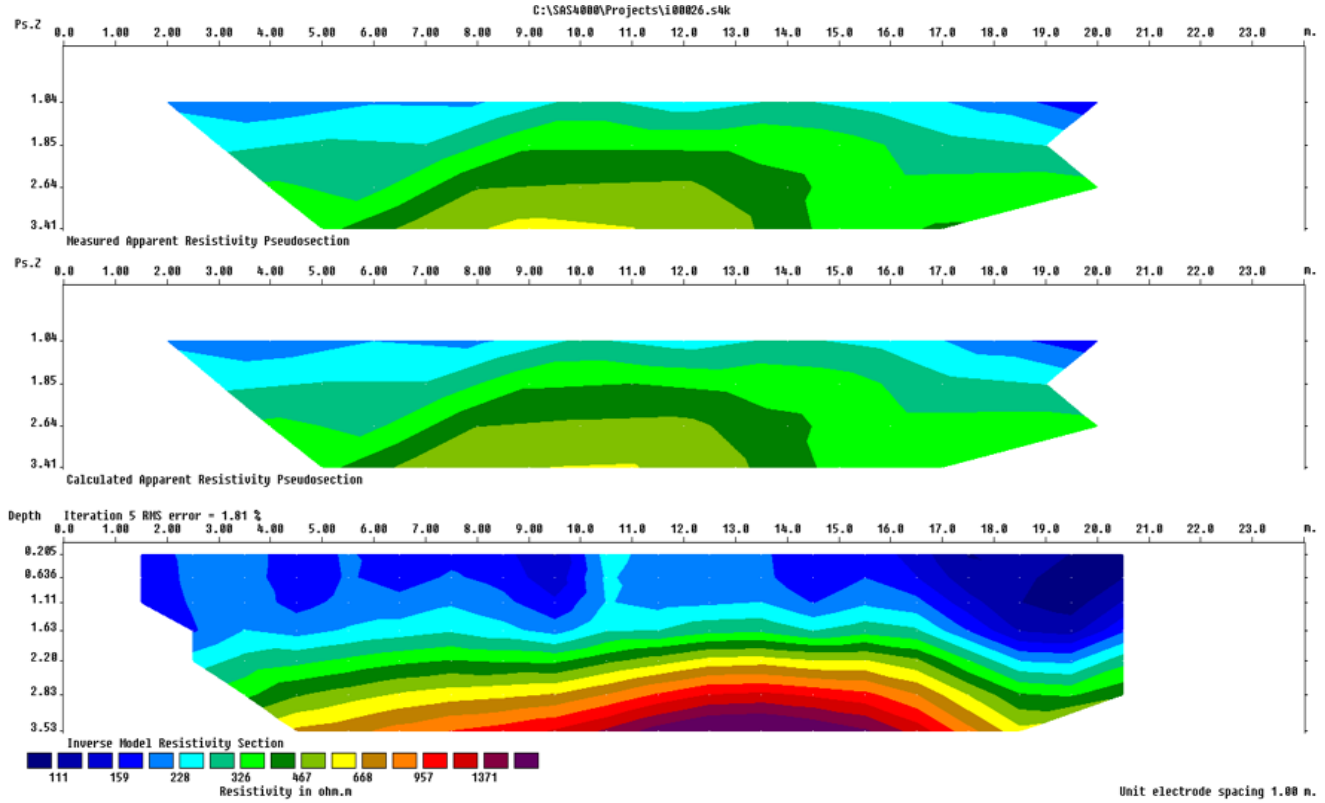 C:\SAS4000\Projects\i00026.s4k
Ps.Z 0.0 1.00 2.00 3.00 4.00 5.00 6.00 7.00 8.00 9.00 10.0 11.0 12.0 13.0 14.0 15.0 16.0 17.0 18.0 19.0 20.0 21.0 22.0 23.0 m.
1.04
1.85
2.64
3.41
Measured Apparent Resistivity Pseudosection
Ps.Z 0.0 1.00 2.00 3.00 4.00 5.00 6.00 7.00 8.00 9.00 10.0 11.0 12.0 13.0 14.0 15.0 16.0 17.0 18.0 19.0 20.0 21.0 22.0 23.0 m.
1.04
1.85
2.64
3.41
Calculated Apparent Resistivity Pseudosection
Depth Iteration 5 RMS error = 1.81 %
0.0 1.00 2.00 3.00 4.00 5.00 6.00 7.00 8.00 9.00 10.0 11.0 12.0 13.0 14.0 15.0 16.0 17.0 18.0 19.0 20.0 21.0 22.0 23.0 m.
0.205
0.636
1.11
1.63
2.20
2.83
3.53
Inverse Model Resistivity Section
111 159 228 326 467 668 957 1371
Resistivity in ohm.m
Unit electrode spacing 1.00 m.